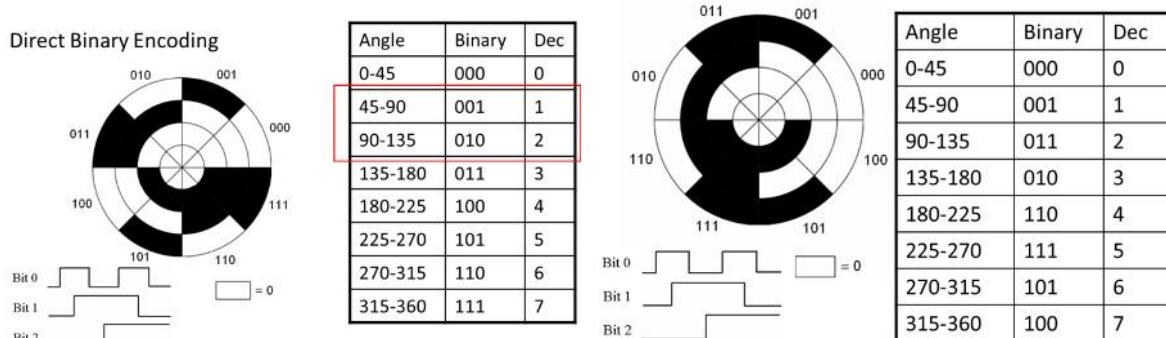 Direct Binary Encoding
010 001
011 000
100 111
101 110
Bit 0
Bit 1
Bit 2
= 0
Angle Binary Dec
0-45 000 0
45-90 001 1
90-135 010 2
135-180 011 3
180-225 100 4
225-270 101 5
270-315 110 6
315-360 111 7
011 001
010 000
110 100
111 101
Bit 0
Bit 1
Bit 2
= 0
Angle Binary Dec
0-45 000 0
45-90 001 1
90-135 011 2
135-180 010 3
180-225 110 4
225-270 111 5
270-315 101 6
315-360 100 7